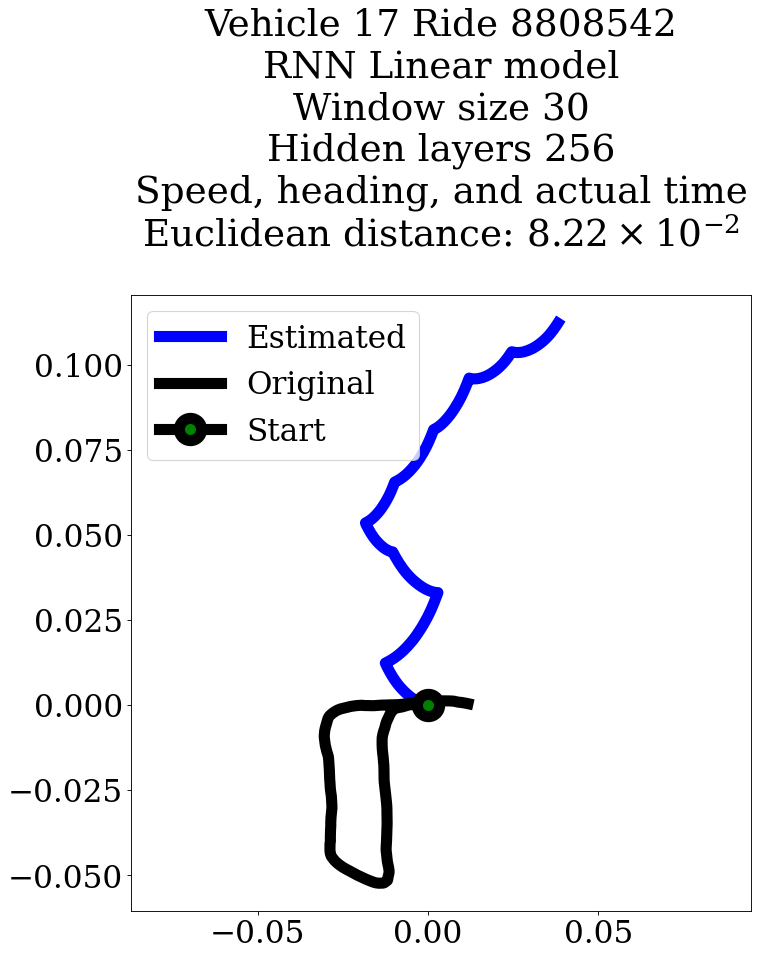 Vehicle 17 Ride 8808542
RNN Linear model
Window size 30
Hidden layers 256
Speed, heading, and actual time
Euclidean distance: 8.22 × 10⁻²
Estimated
Original
Start
0.100
0.075
0.050
0.025
0.000
−0.025
−0.050
−0.05 0.00 0.05